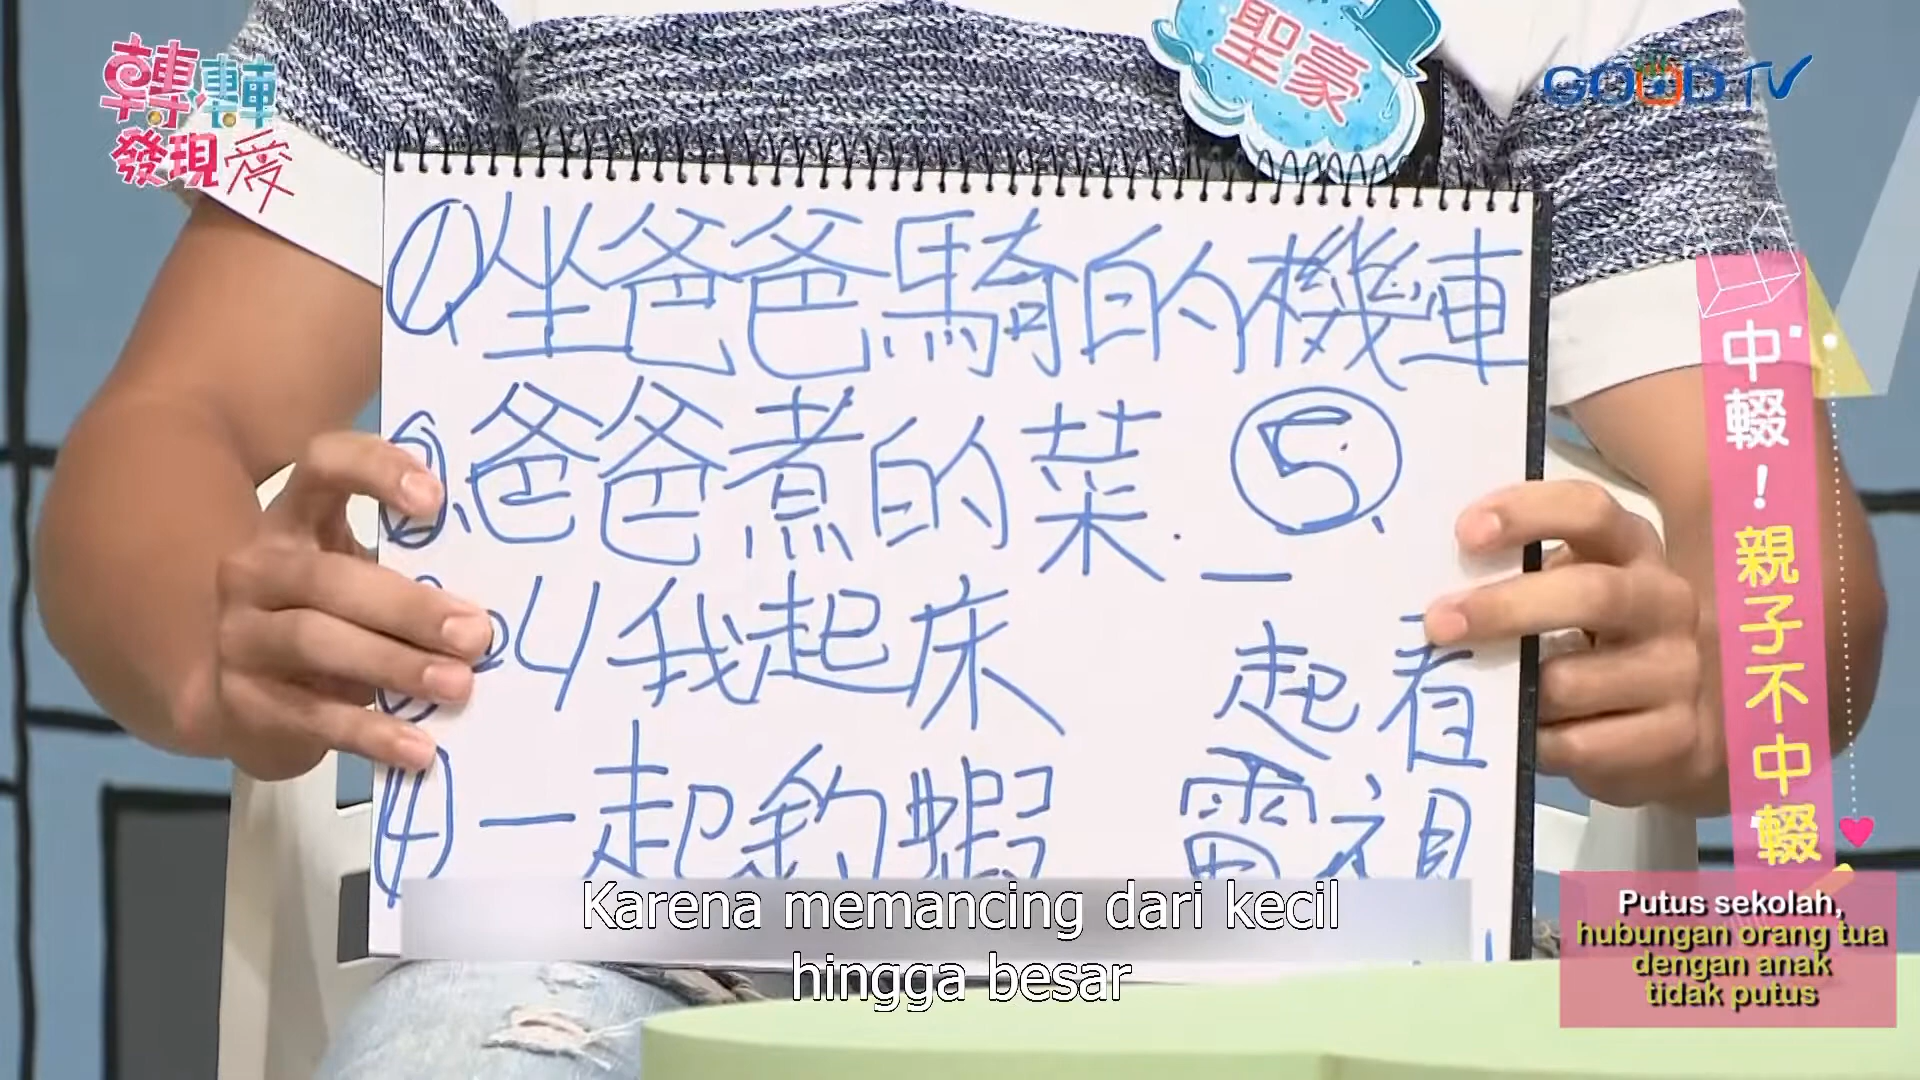 轉轉
發現愛
聖豪
GOODTV
①坐爸爸騎的機車
②爸爸煮的菜.
叫我起床
④一起釣蝦
⑤
一
起看
電視
中輟！親子不中輟
Karena memancing dari kecil
hingga besar
Putus sekolah,
hubungan orang tua
dengan anak
tidak putus